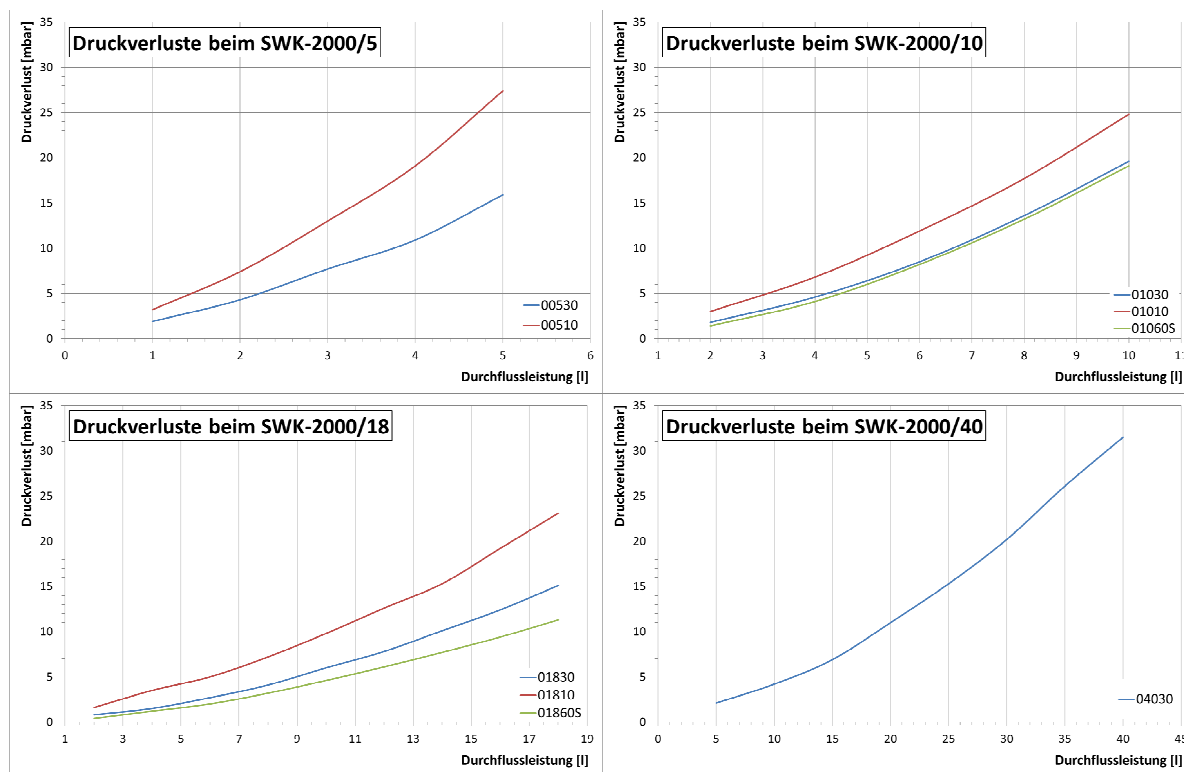 Druckverluste beim SWK-2000/5
Druckverlust [mbar]
35
30
25
20
15
10
5
0
0 1 2 3 4 5 6
00530
00510
Durchflussleistung [l]
Druckverluste beim SWK-2000/10
Druckverlust [mbar]
35
30
25
20
15
10
5
0
1 2 3 4 5 6 7 8 9 10 11
01030
01010
01060S
Durchflussleistung [l]
Druckverluste beim SWK-2000/18
Druckverlust [mbar]
35
30
25
20
15
10
5
0
1 3 5 7 9 11 13 15 17 19
01830
01810
01860S
Durchflussleistung [l]
Druckverluste beim SWK-2000/40
Druckverlust [mbar]
35
30
25
20
15
10
5
0
0 5 10 15 20 25 30 35 40 45
04030
Durchflussleistung [l]